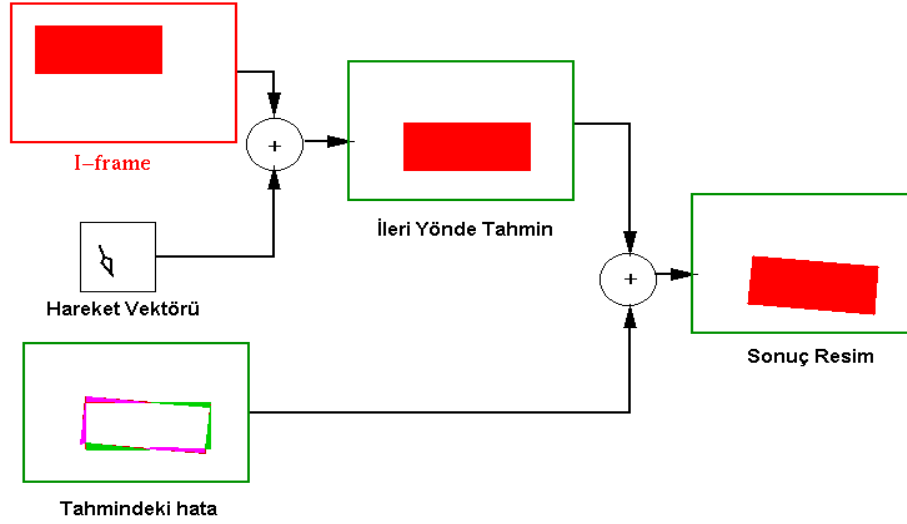 I–frame
İleri Yönde Tahmin
Hareket Vektörü
Sonuç Resim
Tahmindeki hata